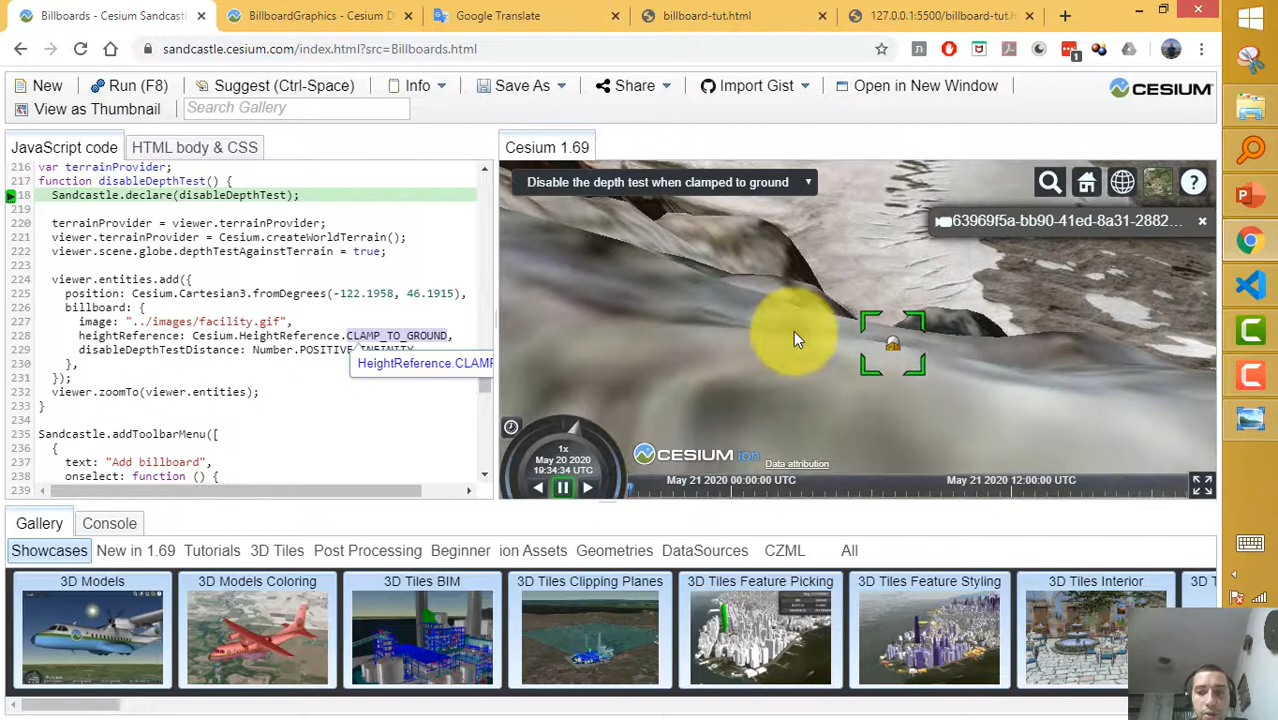 Billboards - Cesium Sandcast × BillboardGraphics - Cesium D × Google Translate × billboard-tut.html × 127.0.0.1:5500/billboard-tut.h × +
sandcastle.cesium.com/index.html?src=Billboards.html
New Run (F8) Suggest (Ctrl-Space) Info Save As Share Import Gist Open in New Window CESIUM
View as Thumbnail Search Gallery
JavaScript code HTML body & CSS Cesium 1.69
216 var terrainProvider;
217 function disableDepthTest() {
18 Sandcastle.declare(disableDepthTest);
219
220 terrainProvider = viewer.terrainProvider;
221 viewer.terrainProvider = Cesium.createWorldTerrain();
222 viewer.scene.globe.depthTestAgainstTerrain = true;
223
224 viewer.entities.add({
225 position: Cesium.Cartesian3.fromDegrees(-122.1958, 46.1915),
226 billboard: {
227 image: "../images/facility.gif",
228 heightReference: Cesium.HeightReference.CLAMP_TO_GROUND,
229 disableDepthTestDistance: Number.POSITIVE_INFINITY,
HeightReference.CLAMP
230 },
231 });
232 viewer.zoomTo(viewer.entities);
233 }
234
235 Sandcastle.addToolbarMenu([
236 {
237 text: "Add billboard",
238 onselect: function () {
239
Disable the depth test when clamped to ground
?
63969f5a-bb90-41ed-8a31-2882... ×
1x
May 20 2020
19:34:34 UTC
CESIUM ion Data attribution
May 21 2020 00:00:00 UTC May 21 2020 12:00:00 UTC
Gallery Console
Showcases New in 1.69 Tutorials 3D Tiles Post Processing Beginner ion Assets Geometries DataSources CZML All
3D Models 3D Models Coloring 3D Tiles BIM 3D Tiles Clipping Planes 3D Tiles Feature Picking 3D Tiles Feature Styling 3D Tiles Interior